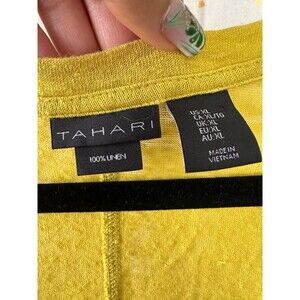 TAHARI
100% LINEN
US:XL
CA:XL/TG
UK:XL
EU:XL
AU:XL
MADE IN
VIETNAM